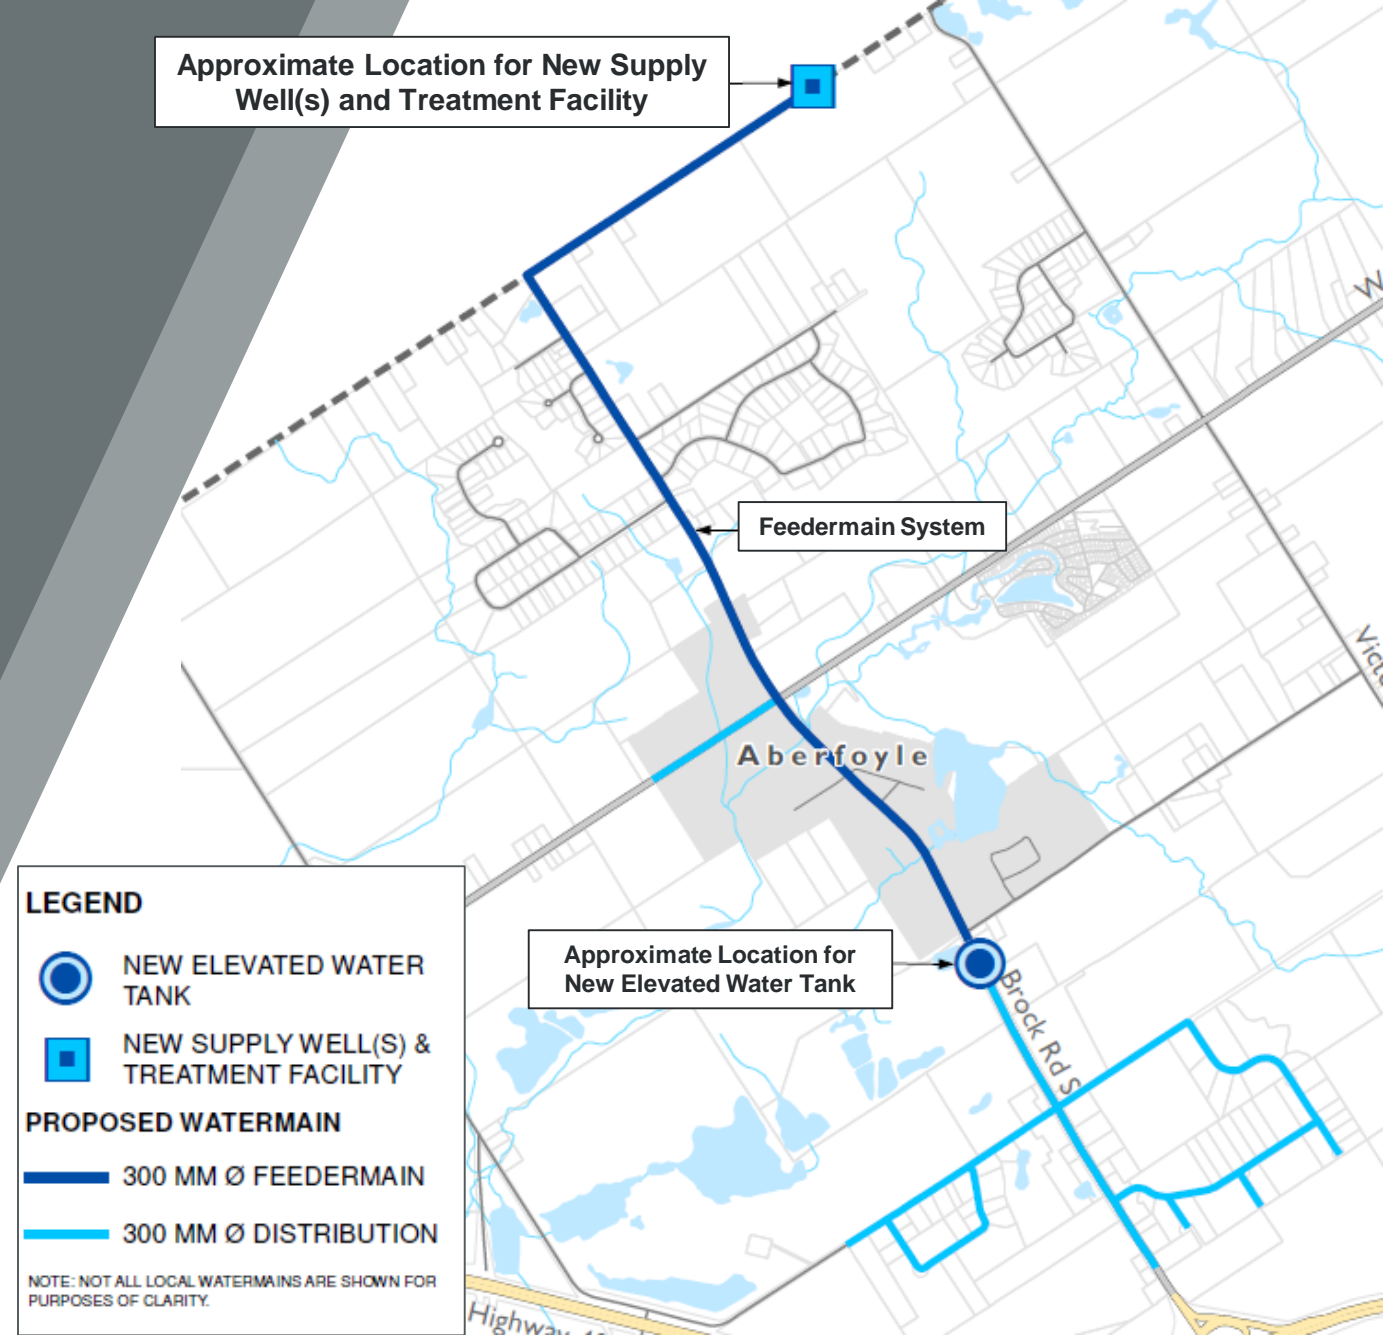 Approximate Location for New Supply
Well(s) and Treatment Facility
W
Feedermain System
Aberfoyle
Approximate Location for
New Elevated Water Tank
Brock Rd S
LEGEND
NEW ELEVATED WATER
TANK
NEW SUPPLY WELL(S) &
TREATMENT FACILITY
PROPOSED WATERMAIN
300 MM Ø FEEDERMAIN
300 MM Ø DISTRIBUTION
NOTE: NOT ALL LOCAL WATERMAINS ARE SHOWN FOR
PURPOSES OF CLARITY.
Highway